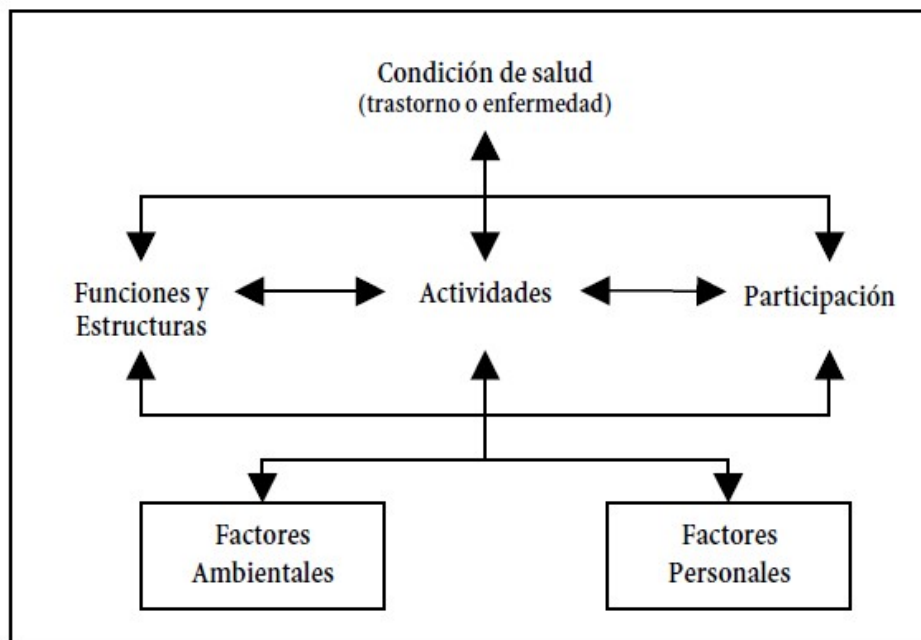 Condición de salud
(trastorno o enfermedad)
Funciones y
Estructuras
Actividades
Participación
Factores
Ambientales
Factores
Personales